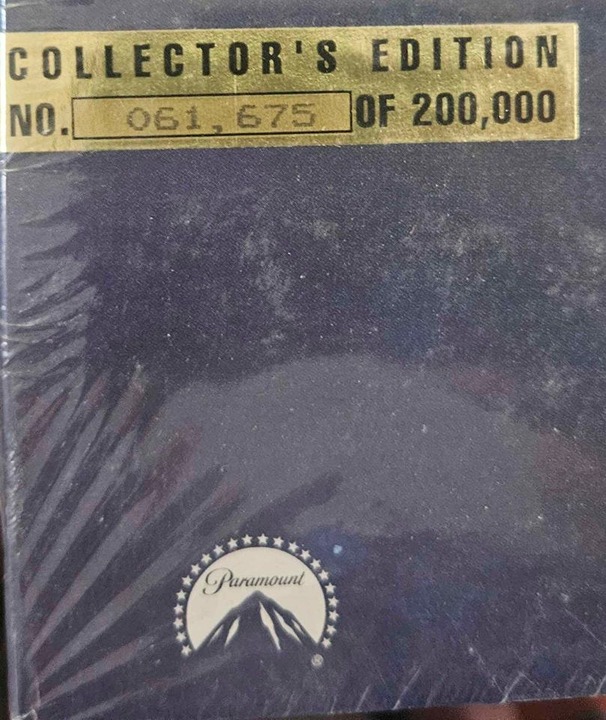 COLLECTOR'S EDITION
NO. 061,675 OF 200,000
Paramount
®